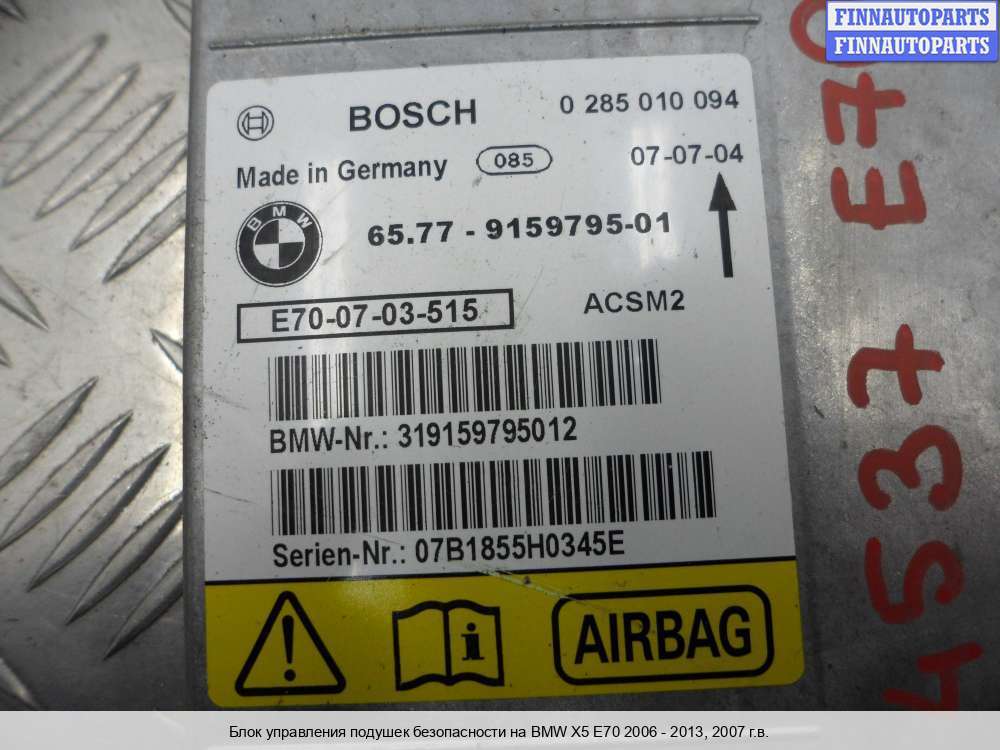 FINNAUTOPARTS
FINNAUTOPARTS
BOSCH 0 285 010 094
Made in Germany 085 07-07-04
BMW
65.77 - 9159795-01
E70-07-03-515 ACSM2
BMW-Nr.: 319159795012
Serien-Nr.: 07B1855H0345E
i
AIRBAG
4537 E70
Блок управления подушек безопасности на BMW X5 E70 2006 - 2013, 2007 г.в.